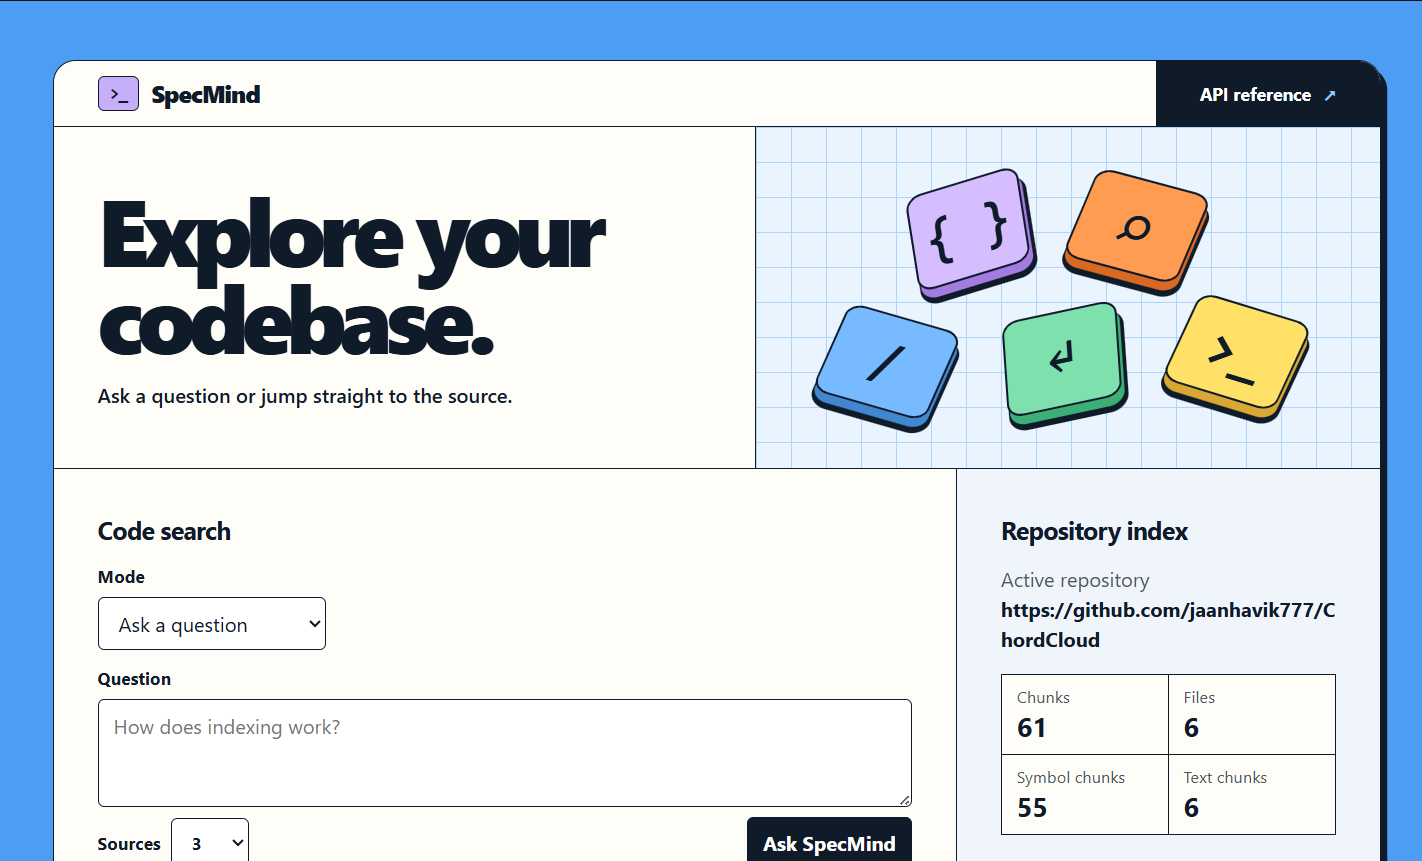 >_ SpecMind
API reference ↗
Explore your
codebase.
Ask a question or jump straight to the source.
{ }
/
>_
Code search
Mode
Ask a question
Question
How does indexing work?
Sources 3
Ask SpecMind
Repository index
Active repository
https://github.com/jaanhavik777/C
hordCloud
Chunks
61
Files
6
Symbol chunks
55
Text chunks
6